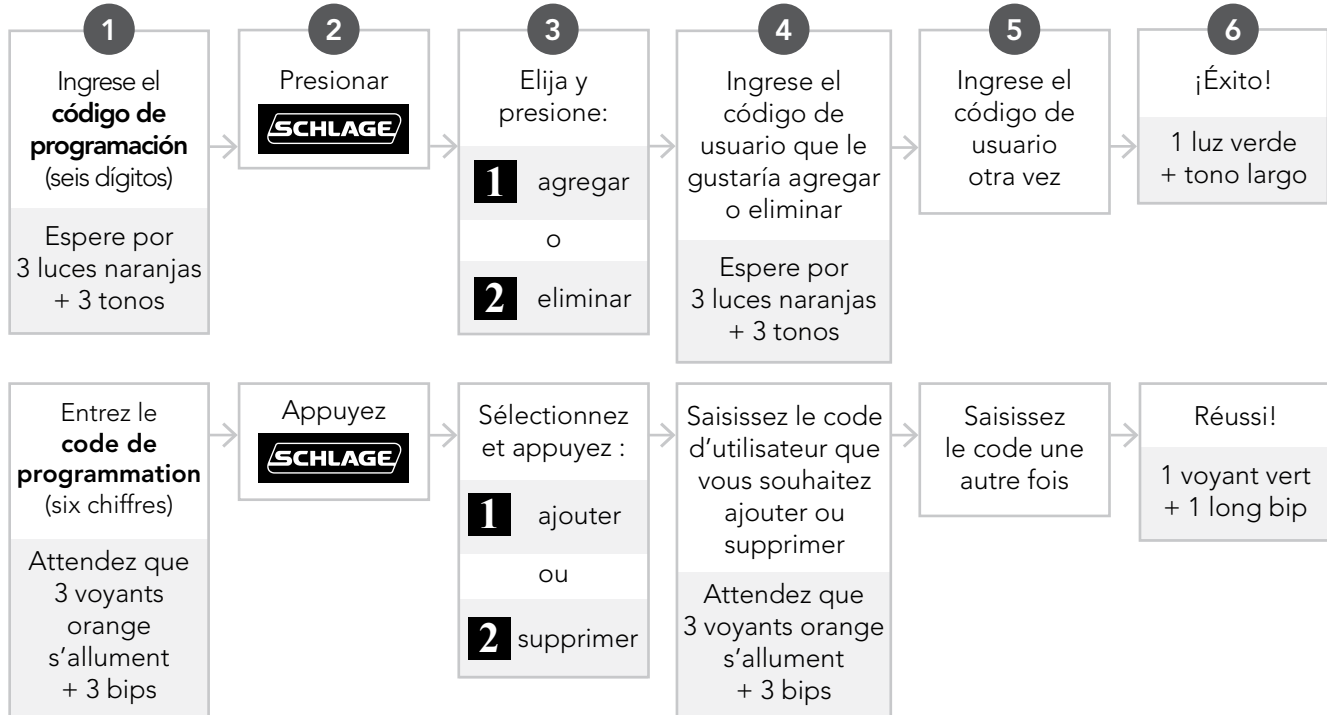 1
Ingrese el
código de
programación
(seis dígitos)
Espere por
3 luces naranjas
+ 3 tonos
2
Presionar
SCHLAGE
3
Elija y
presione:
1 agregar
o
2 eliminar
4
Ingrese el
código de
usuario que le
gustaría agregar
o eliminar
Espere por
3 luces naranjas
+ 3 tonos
5
Ingrese el
código de
usuario
otra vez
6
¡Éxito!
1 luz verde
+ tono largo
Entrez le
code de
programmation
(six chiffres)
Attendez que
3 voyants
orange
s'allument
+ 3 bips
Appuyez
SCHLAGE
Sélectionnez
et appuyez :
1 ajouter
ou
2 supprimer
Saisissez le code
d'utilisateur que
vous souhaitez
ajouter ou
supprimer
Attendez que
3 voyants orange
s'allument
+ 3 bips
Saisissez
le code une
autre fois
Réussi!
1 voyant vert
+ 1 long bip